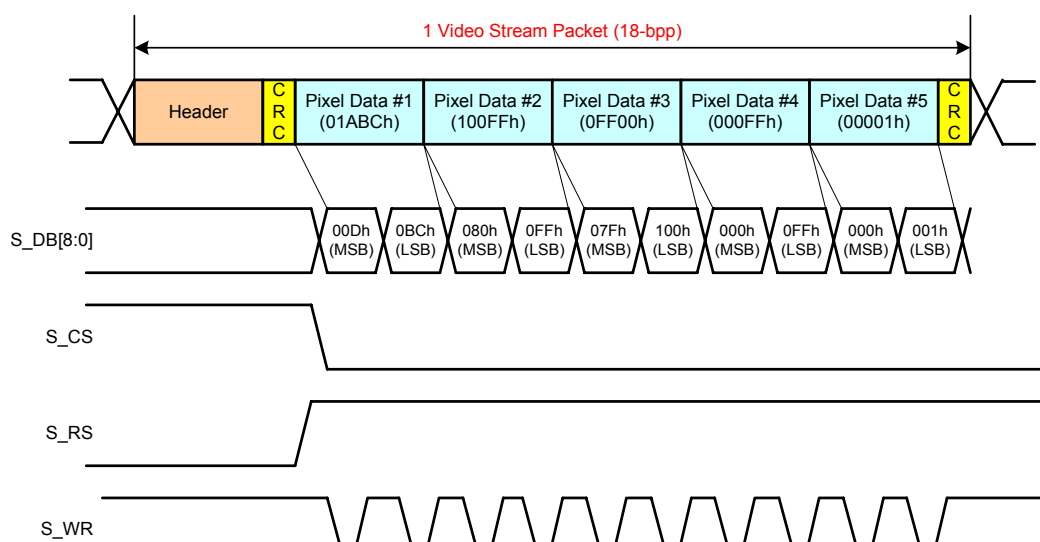 1 Video Stream Packet (18-bpp)
Header
CRC
Pixel Data #1
(01ABCh)
Pixel Data #2
(100FFh)
Pixel Data #3
(0FF00h)
Pixel Data #4
(000FFh)
Pixel Data #5
(00001h)
CRC
S_DB[8:0]
00Dh
(MSB)
0BCh
(LSB)
080h
(MSB)
0FFh
(LSB)
07Fh
(MSB)
100h
(LSB)
000h
(MSB)
0FFh
(LSB)
000h
(MSB)
001h
(LSB)
S_CS
S_RS
S_WR